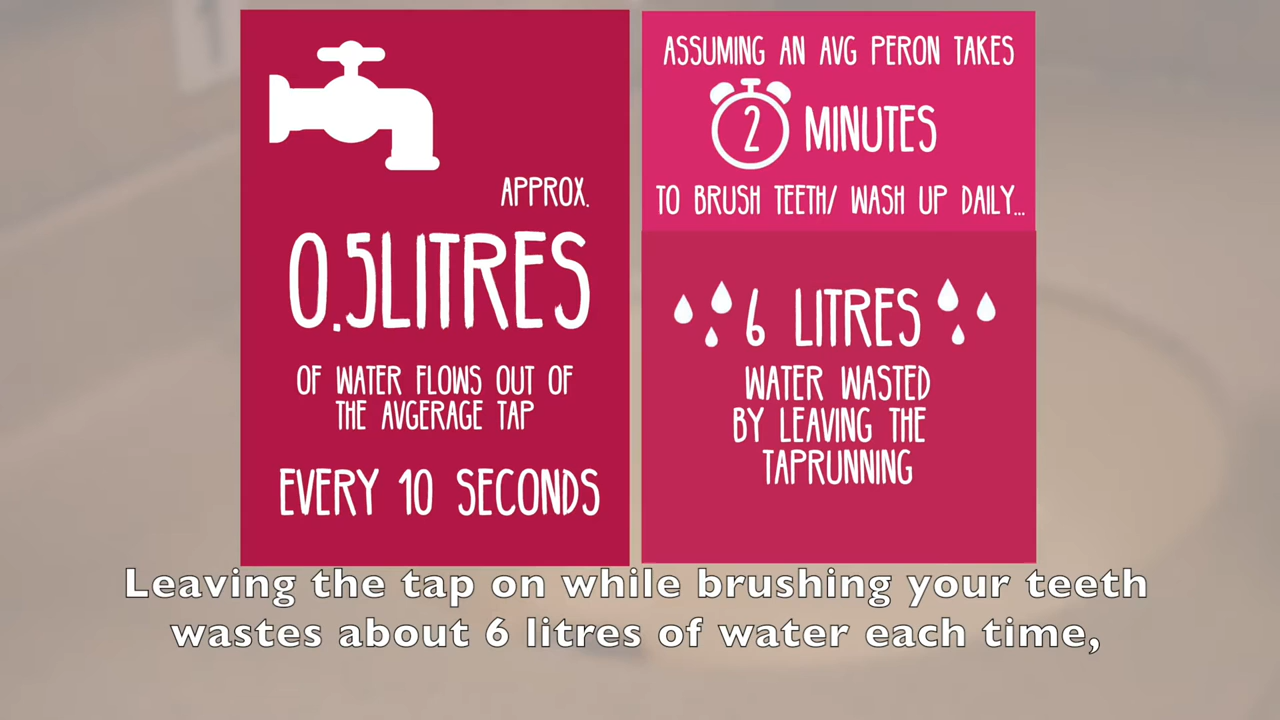 APPROX.
0.5LITRES
OF WATER FLOWS OUT OF
THE AVGERAGE TAP
EVERY 10 SECONDS
ASSUMING AN AVG PERON TAKES
2 MINUTES
TO BRUSH TEETH/ WASH UP DAILY...
6 LITRES
WATER WASTED
BY LEAVING THE
TAPRUNNING
Leaving the tap on while brushing your teeth
wastes about 6 litres of water each time,